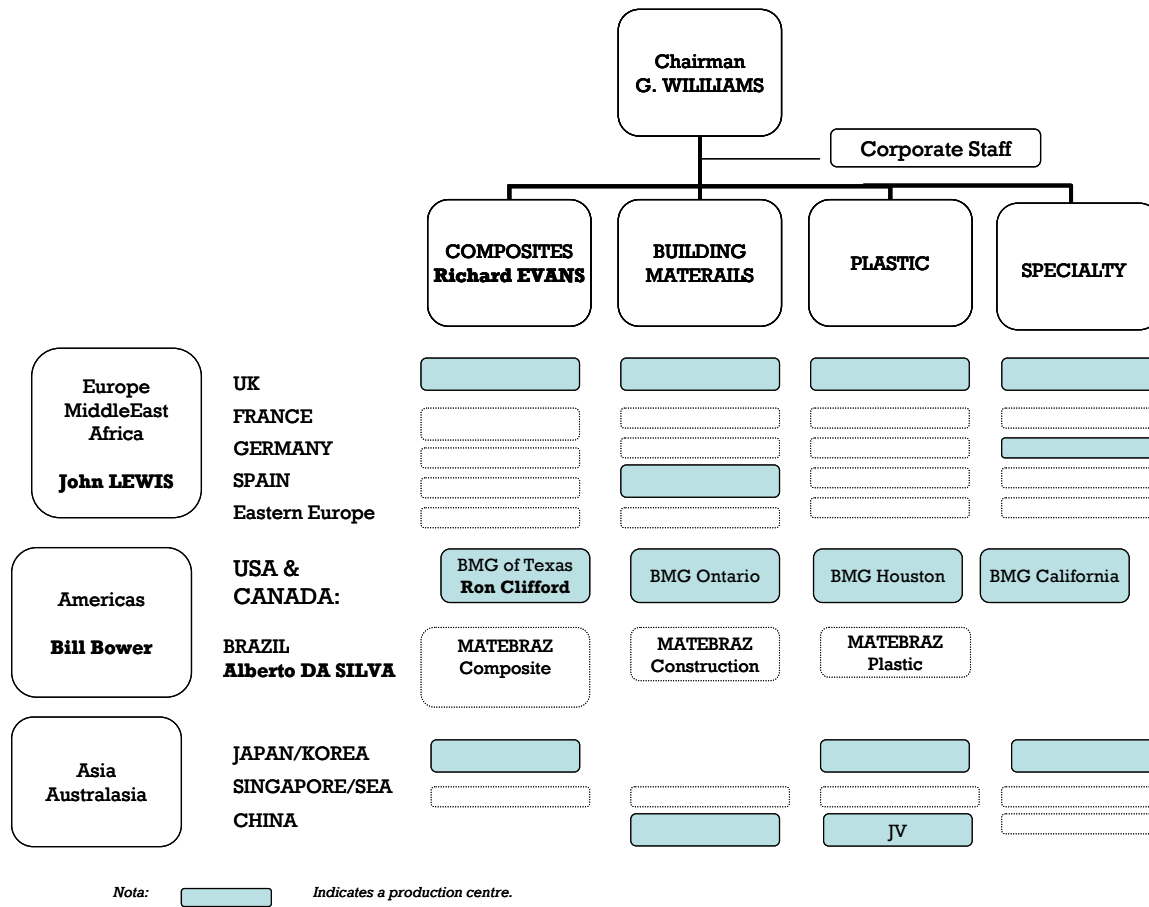 Chairman
G. WILILIAMS
Corporate Staff
COMPOSITES
Richard EVANS
BUILDING
MATERAILS
PLASTIC
SPECIALTY
Europe
MiddleEast
Africa
John LEWIS
UK
FRANCE
GERMANY
SPAIN
Eastern Europe
Americas
Bill Bower
USA &
CANADA:
BMG of Texas
Ron Clifford
BMG Ontario
BMG Houston
BMG California
BRAZIL
Alberto DA SILVA
MATEBRAZ
Composite
MATEBRAZ
Construction
MATEBRAZ
Plastic
Asia
Australasia
JAPAN/KOREA
SINGAPORE/SEA
CHINA
JV
Nota:
Indicates a production centre.